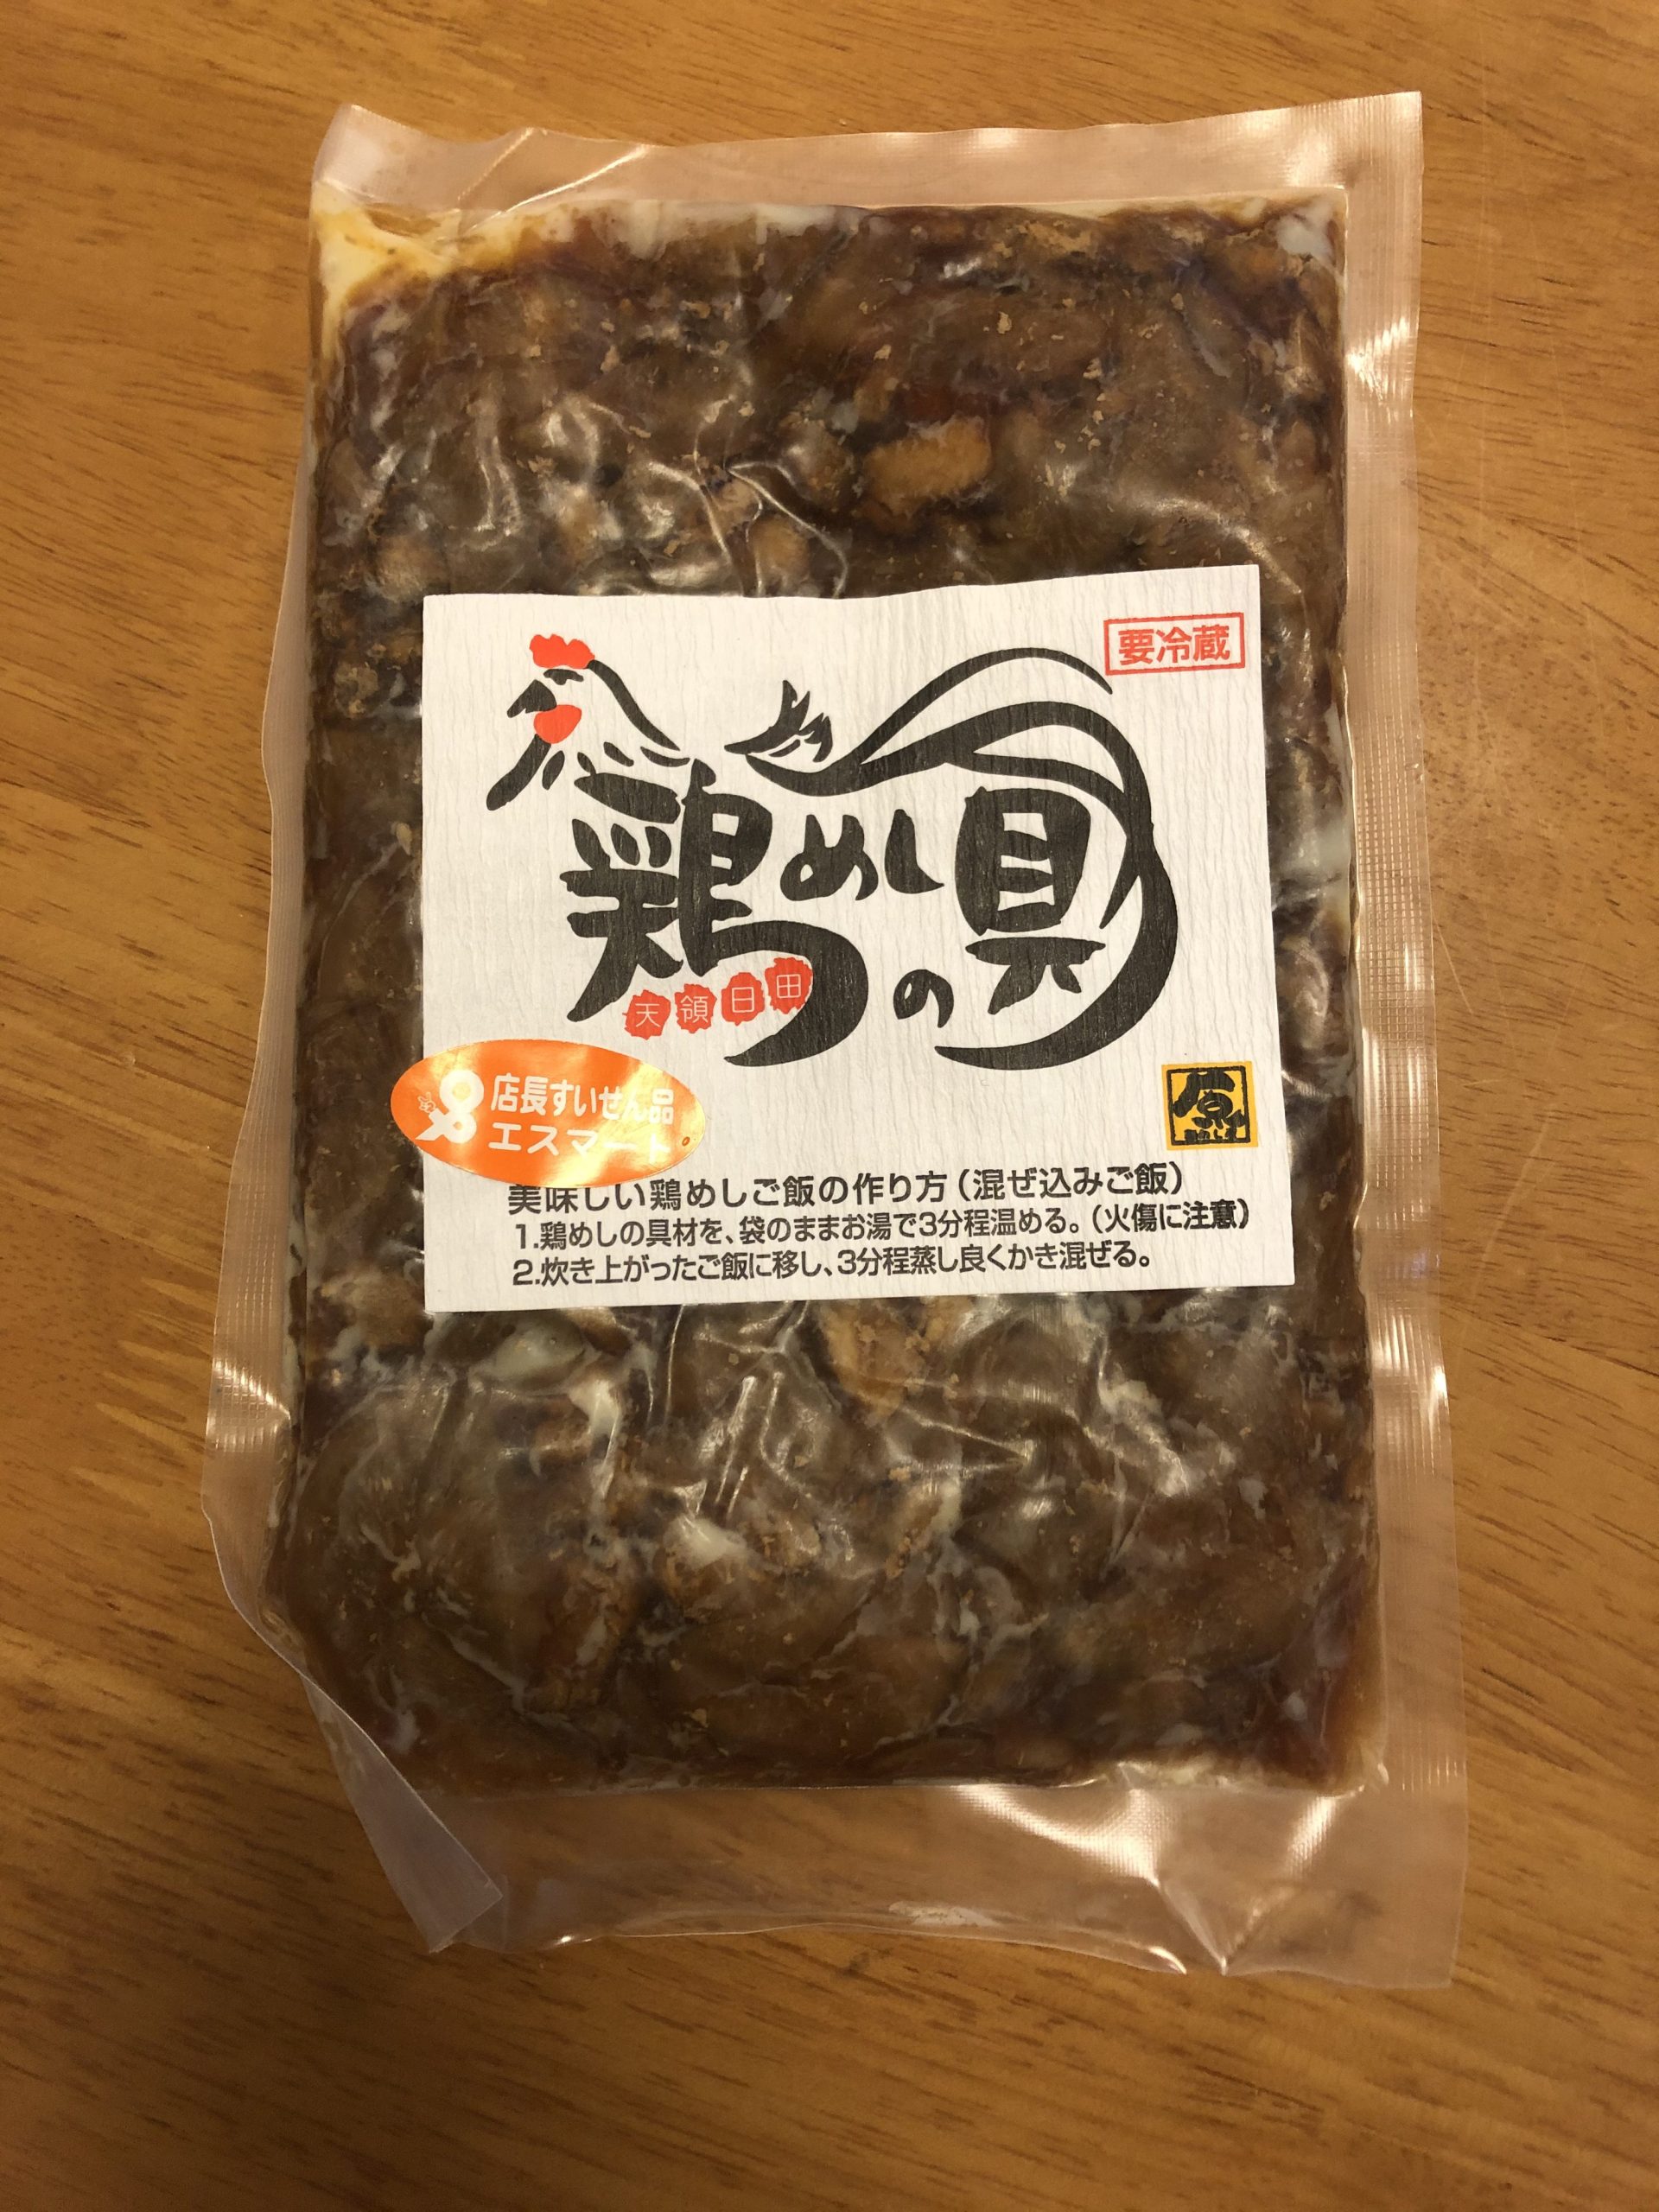 要冷蔵
鶏めしの具
天領日田
店長すいせん品
エスマート
原
美味しい鶏めしご飯の作り方(混ぜ込みご飯)
1.鶏めしの具材を、袋のままお湯で3分程温める。(火傷に注意)
2.炊き上がったご飯に移し、3分程蒸し良くかき混ぜる。